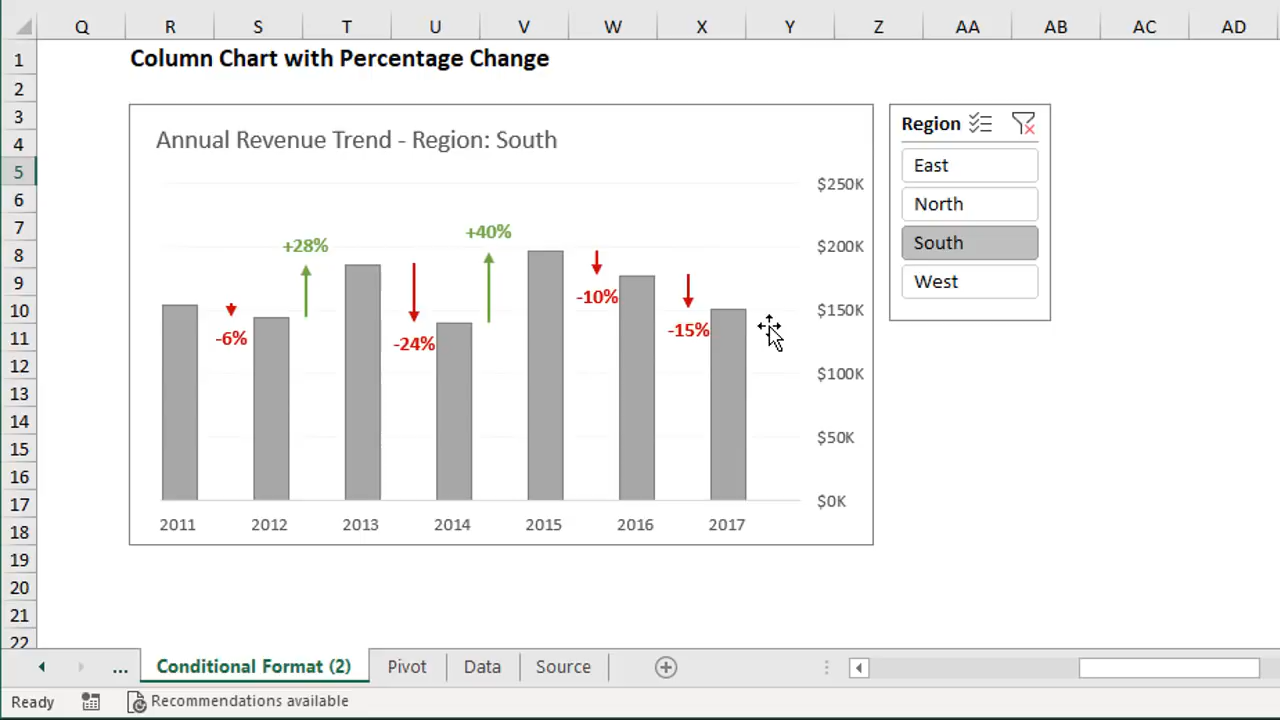 Q R S T U V W X Y Z AA AB AC AD
1 Column Chart with Percentage Change
2
3
4
5
6
7
8
9
10
11
12
13
14
15
16
17
18
19
20
21
22
Annual Revenue Trend - Region: South
$250K
$200K
$150K
$100K
$50K
$0K
+28%
+40%
-6%
-24%
-10%
-15%
2011 2012 2013 2014 2015 2016 2017
Region
East
North
South
West
... Conditional Format (2) Pivot Data Source
Ready Recommendations available